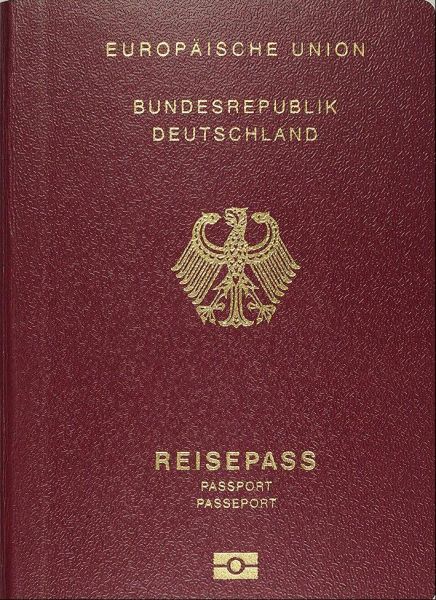 EUROPÄISCHE UNION
BUNDESREPUBLIK
DEUTSCHLAND
REISEPASS
PASSPORT
PASSEPORT